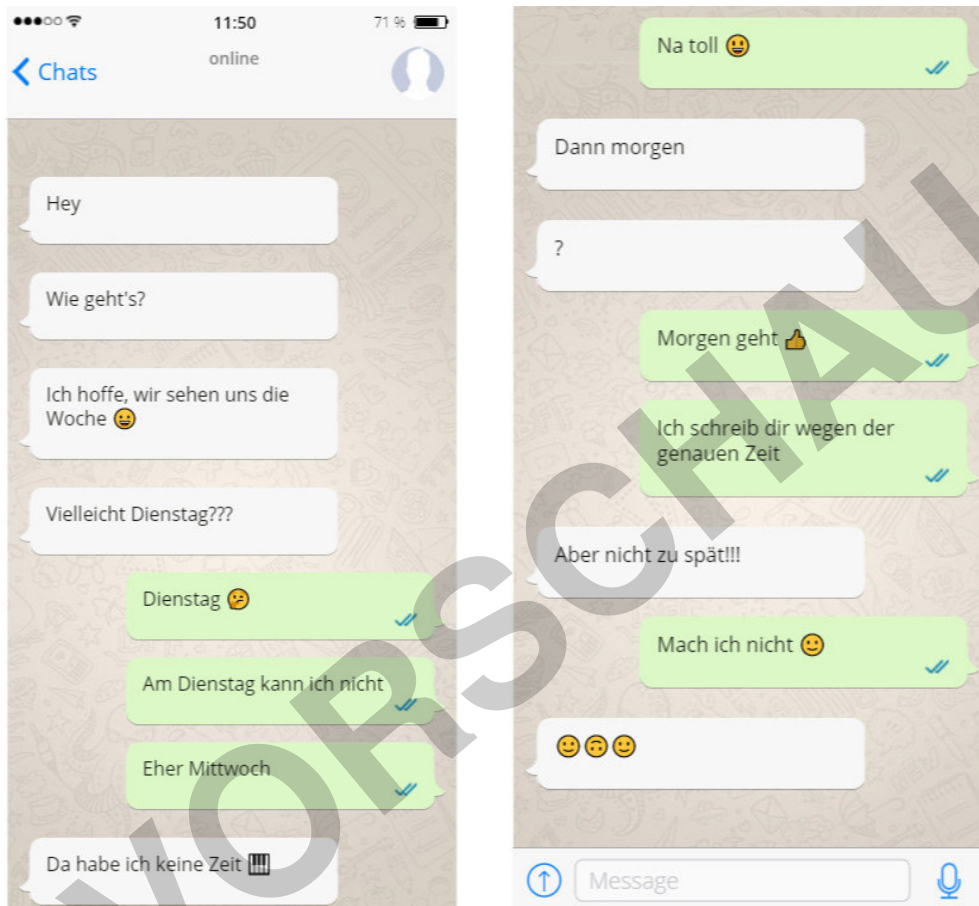 11:50
71 %
Chats
online
Hey
Wie geht's?
Ich hoffe, wir sehen uns die
Woche 😀
Vielleicht Dienstag???
Dienstag 🤔
Am Dienstag kann ich nicht
Eher Mittwoch
Da habe ich keine Zeit 🎹
Na toll 😀
Dann morgen
?
Morgen geht 👍
Ich schreib dir wegen der
genauen Zeit
Aber nicht zu spät!!!
Mach ich nicht 🙂
🙂🙃🙂
Message
VORSCHAU